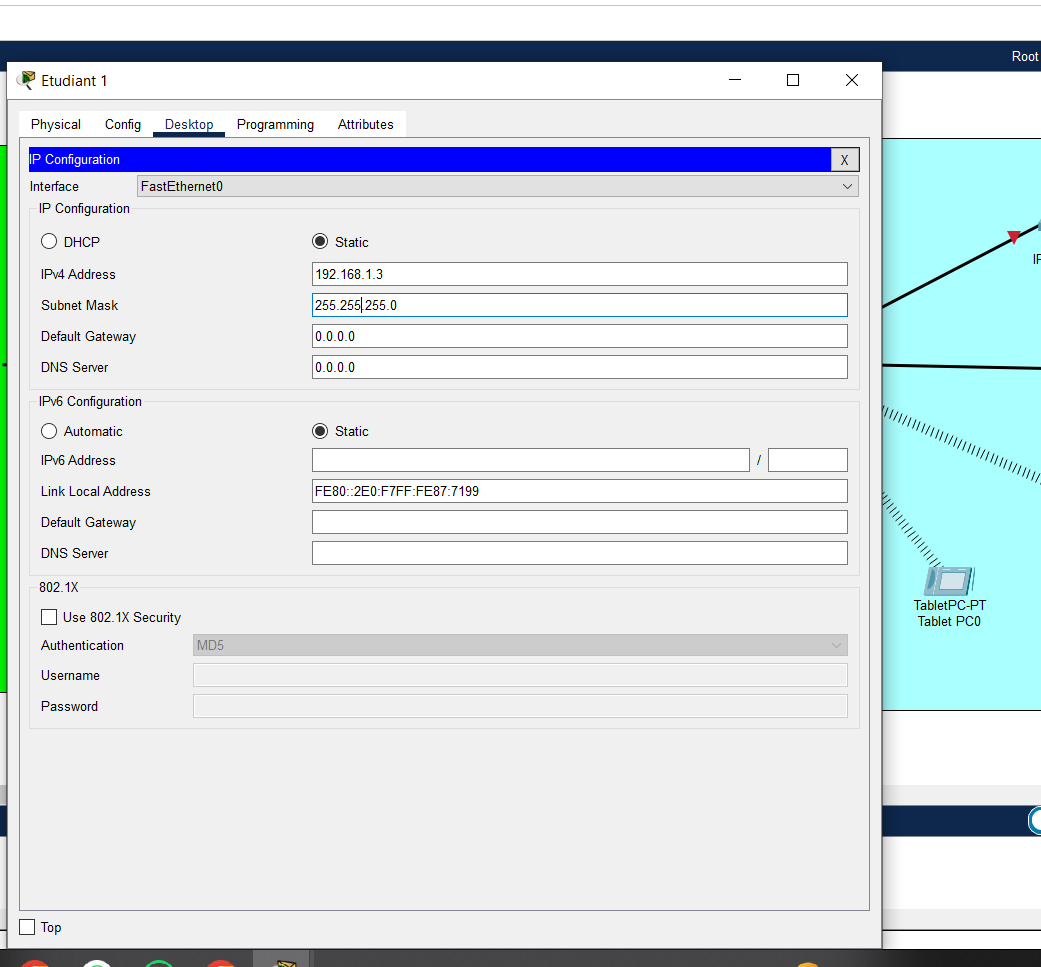 Root
Etudiant 1
Physical Config Desktop Programming Attributes
IP Configuration X
Interface FastEthernet0
IP Configuration
DHCP Static
IPv4 Address 192.168.1.3
Subnet Mask 255.255.255.0
Default Gateway 0.0.0.0
DNS Server 0.0.0.0
IPv6 Configuration
Automatic Static
IPv6 Address /
Link Local Address FE80::2E0:F7FF:FE87:7199
Default Gateway
DNS Server
802.1X
Use 802.1X Security
Authentication MD5
Username
Password
Top
TabletPC-PT
Tablet PC0